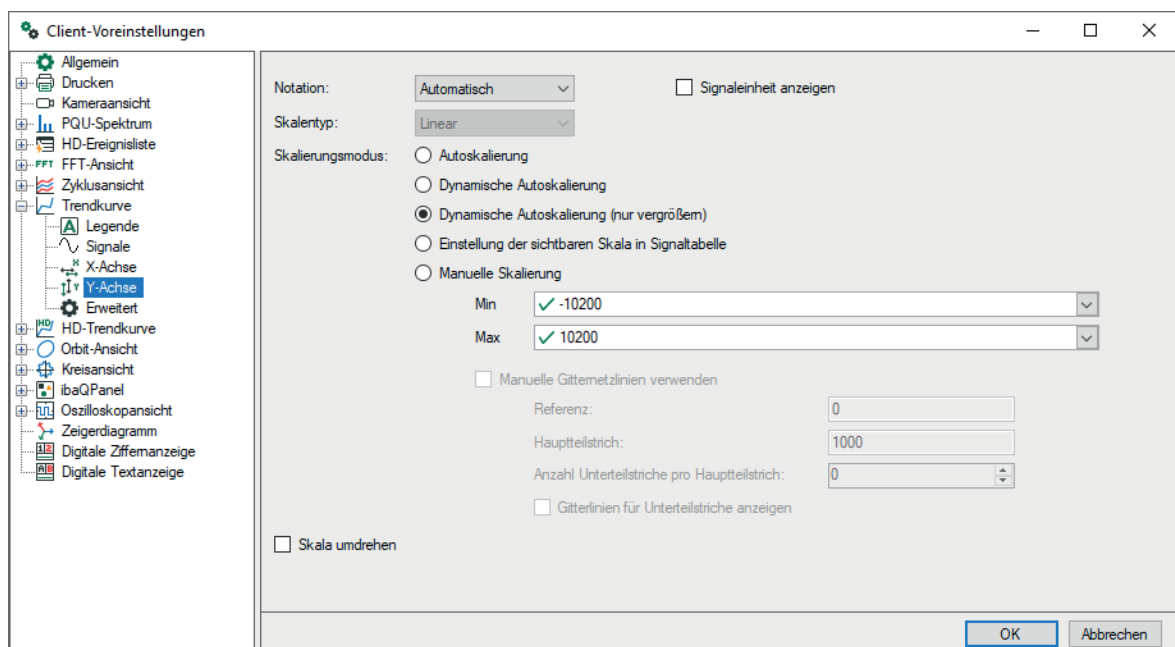 Client-Voreinstellungen
Allgemein
Drucken
Kameraansicht
PQU-Spektrum
HD-Ereignisliste
FFT FFT-Ansicht
Zyklusansicht
Trendkurve
A Legende
Signale
X X-Achse
Y Y-Achse
Erweitert
HD HD-Trendkurve
Orbit-Ansicht
Kreisansicht
ibaQPanel
Oszilloskopansicht
Zeigerdiagramm
12 Digitale Ziffernanzeige
AB Digitale Textanzeige
Notation: Automatisch Signaleinheit anzeigen
Skalentyp: Linear
Skalierungsmodus: Autoskalierung
Dynamische Autoskalierung
Dynamische Autoskalierung (nur vergrößern)
Einstellung der sichtbaren Skala in Signaltabelle
Manuelle Skalierung
Min -10200
Max 10200
Manuelle Gitternetzlinien verwenden
Referenz: 0
Hauptteilstrich: 1000
Anzahl Unterteilstriche pro Hauptteilstrich: 0
Gitterlinien für Unterteilstriche anzeigen
Skala umdrehen
OK Abbrechen